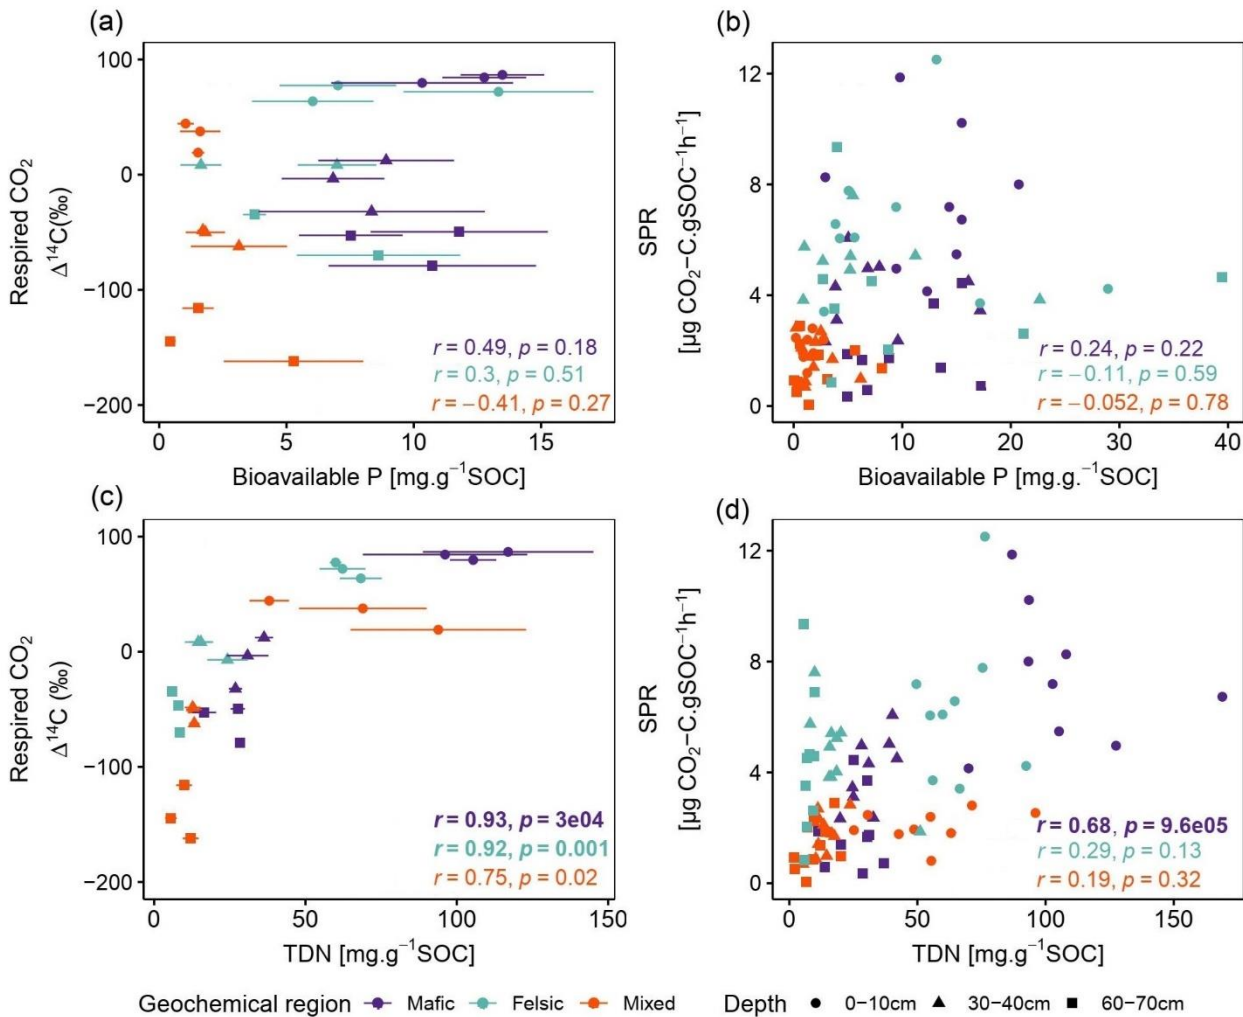 (a)
Respired CO₂
Δ¹⁴C(‰)
100
0
−100
−200
0
5
10
15
Bioavailable P [mg.g⁻¹SOC]
r = 0.49, p = 0.18
r = 0.3, p = 0.51
r = −0.41, p = 0.27
(b)
SPR
[µg CO₂−C.gSOC⁻¹h⁻¹]
12
8
4
0
0
10
20
30
40
Bioavailable P [mg.g.⁻¹SOC]
r = 0.24, p = 0.22
r = −0.11, p = 0.59
r = −0.052, p = 0.78
(c)
Respired CO₂
Δ¹⁴C (‰)
100
0
−100
−200
0
50
100
150
TDN [mg.g⁻¹SOC]
r = 0.93, p = 3e04
r = 0.92, p = 0.001
r = 0.75, p = 0.02
(d)
SPR
[µg CO₂−C.gSOC⁻¹h⁻¹]
12
8
4
0
0
50
100
150
TDN [mg.g⁻¹SOC]
r = 0.68, p = 9.6e05
r = 0.29, p = 0.13
r = 0.19, p = 0.32
Geochemical region Mafic Felsic Mixed Depth 0−10cm 30−40cm 60−70cm